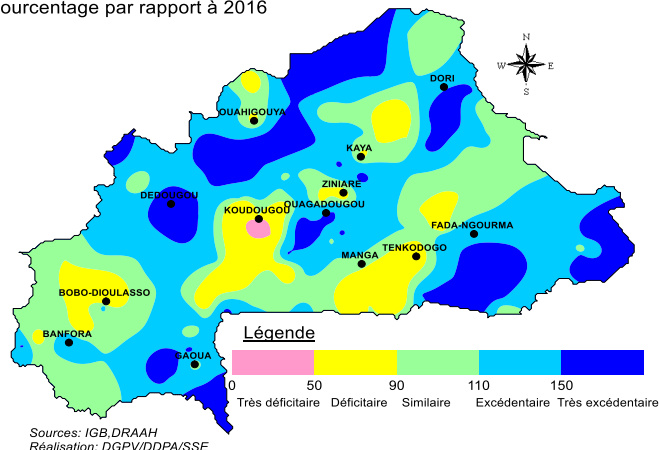 ourcentage par rapport à 2016
N
W E
S
DORI
OUAHIGOUYA
KAYA
ZINIARE
DEDOUGOU
KOUDOUGOU
OUAGADOUGOU
FADA-NGOURMA
TENKODOGO
MANGA
BOBO-DIOULASSO
BANFORA
GAOUA
Légende
0 50 90 110 150
Très déficitaire Déficitaire Similaire Excédentaire Très excédentaire
Sources: IGB,DRAAH
Réalisation: DGPV/DDPA/SSE